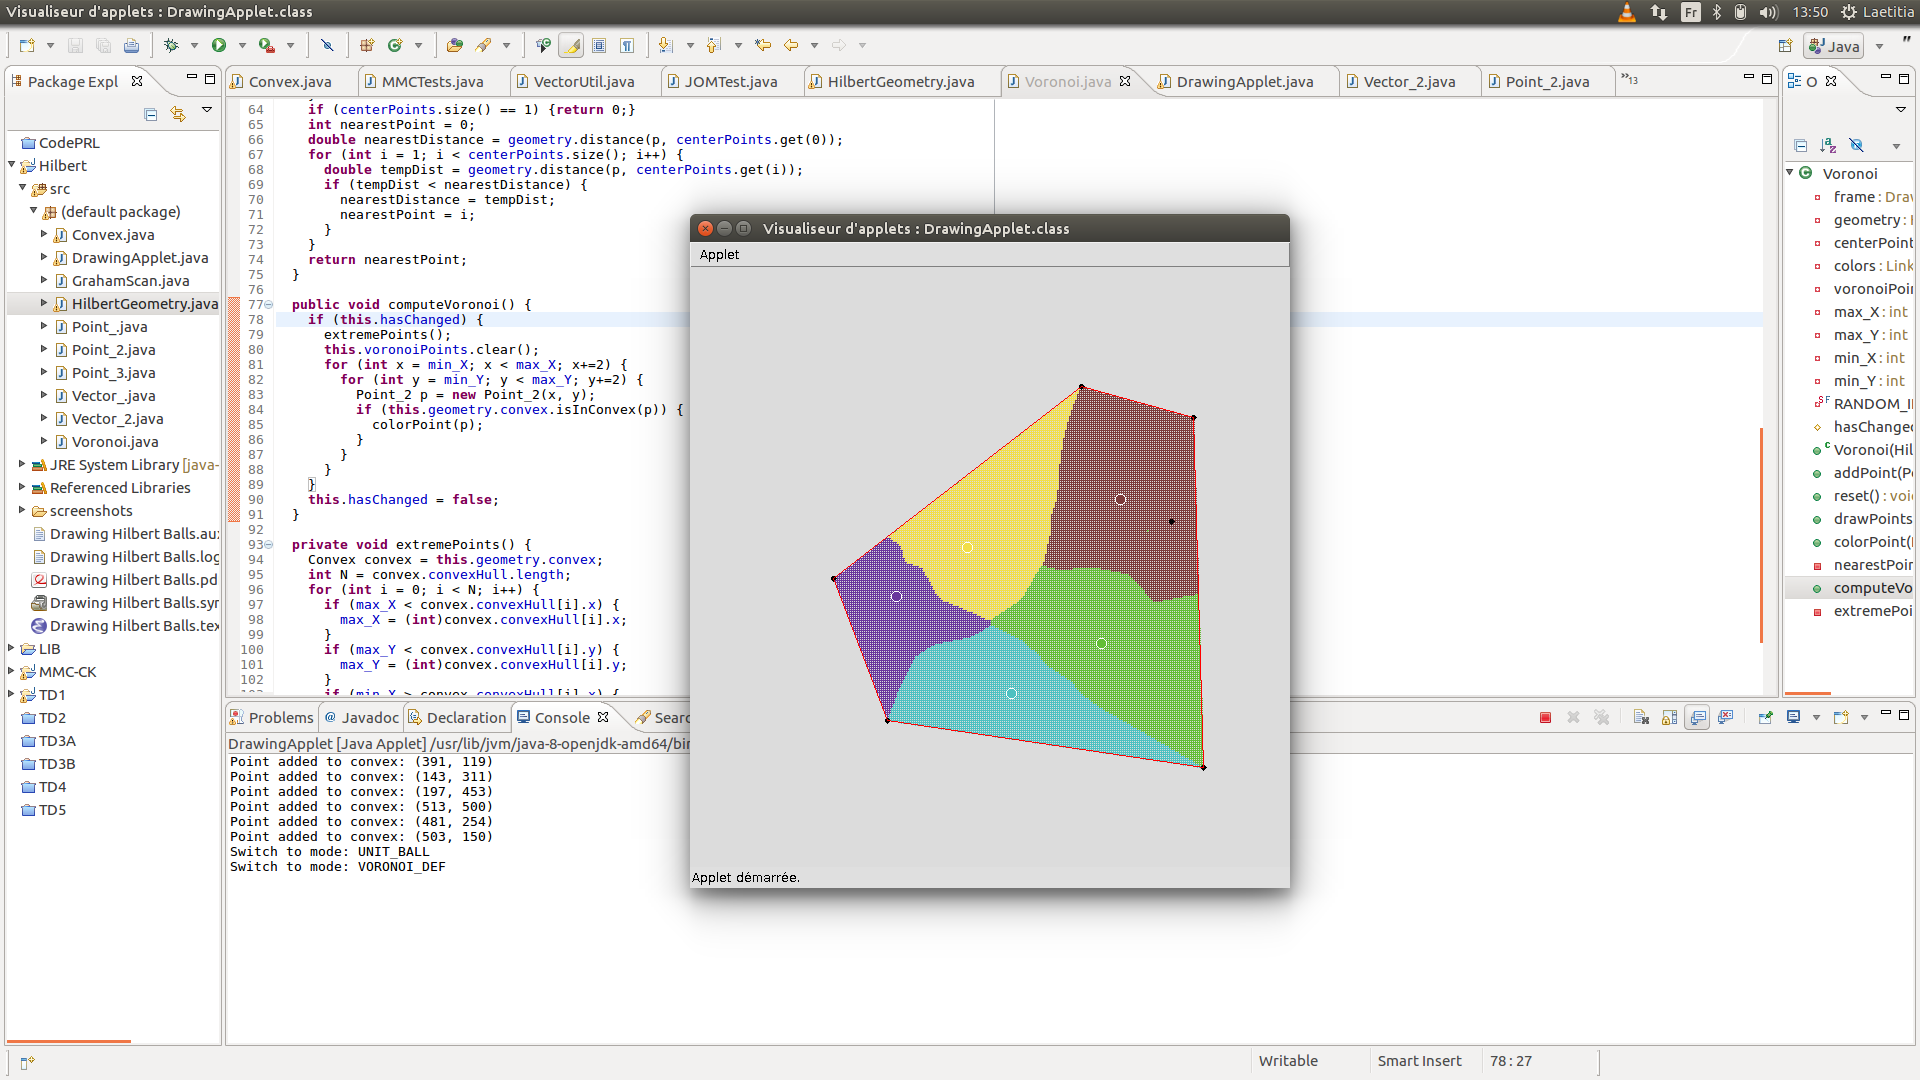 Visualiseur d'applets : DrawingApplet.class
Fr
13:50
Laetitia
Java
Package Expl
Convex.java
MMCTests.java
VectorUtil.java
JOMTest.java
HilbertGeometry.java
Voronoi.java
DrawingApplet.java
Vector_2.java
Point_2.java
»13
O
CodePRL
Hilbert
src
(default package)
Convex.java
DrawingApplet.java
GrahamScan.java
HilbertGeometry.java
Point_.java
Point_2.java
Point_3.java
Vector_.java
Vector_2.java
Voronoi.java
JRE System Library [java-
Referenced Libraries
screenshots
Drawing Hilbert Balls.aux
Drawing Hilbert Balls.log
Drawing Hilbert Balls.pd
Drawing Hilbert Balls.syn
Drawing Hilbert Balls.tex
LIB
MMC-CK
TD1
TD2
TD3A
TD3B
TD4
TD5
64 if (centerPoints.size() == 1) {return 0;}
65 int nearestPoint = 0;
66 double nearestDistance = geometry.distance(p, centerPoints.get(0));
67 for (int i = 1; i < centerPoints.size(); i++) {
68 double tempDist = geometry.distance(p, centerPoints.get(i));
69 if (tempDist < nearestDistance) {
70 nearestDistance = tempDist;
71 nearestPoint = i;
72 }
73 }
74 return nearestPoint;
75 }
76
77 public void computeVoronoi() {
78 if (this.hasChanged) {
79 extremePoints();
80 this.voronoiPoints.clear();
81 for (int x = min_X; x < max_X; x+=2) {
82 for (int y = min_Y; y < max_Y; y+=2) {
83 Point_2 p = new Point_2(x, y);
84 if (this.geometry.convex.isInConvex(p)) {
85 colorPoint(p);
86 }
87 }
88 }
89 }
90 this.hasChanged = false;
91 }
92
93 private void extremePoints() {
94 Convex convex = this.geometry.convex;
95 int N = convex.convexHull.length;
96 for (int i = 0; i < N; i++) {
97 if (max_X < convex.convexHull[i].x) {
98 max_X = (int)convex.convexHull[i].x;
99 }
100 if (max_Y < convex.convexHull[i].y) {
101 max_Y = (int)convex.convexHull[i].y;
102 }
103 if (min_X > convex.convexHull[i].x) {
Visualiseur d'applets : DrawingApplet.class
Applet
Applet démarrée.
Voronoi
frame : Drav
geometry : 
centerPoint
colors : Link
voronoiPoi
max_X : int
max_Y : int
min_X : int
min_Y : int
RANDOM_I
hasChanged
Voronoi(Hil
addPoint(P
reset() : voi
drawPoints
colorPoint(
nearestPoi
computeVo
extremePoi
Problems
@ Javadoc
Declaration
Console
Searc
DrawingApplet [Java Applet] /usr/lib/jvm/java-8-openjdk-amd64/bin
Point added to convex: (391, 119)
Point added to convex: (143, 311)
Point added to convex: (197, 453)
Point added to convex: (513, 500)
Point added to convex: (481, 254)
Point added to convex: (503, 150)
Switch to mode: UNIT_BALL
Switch to mode: VORONOI_DEF
Writable
Smart Insert
78 : 27